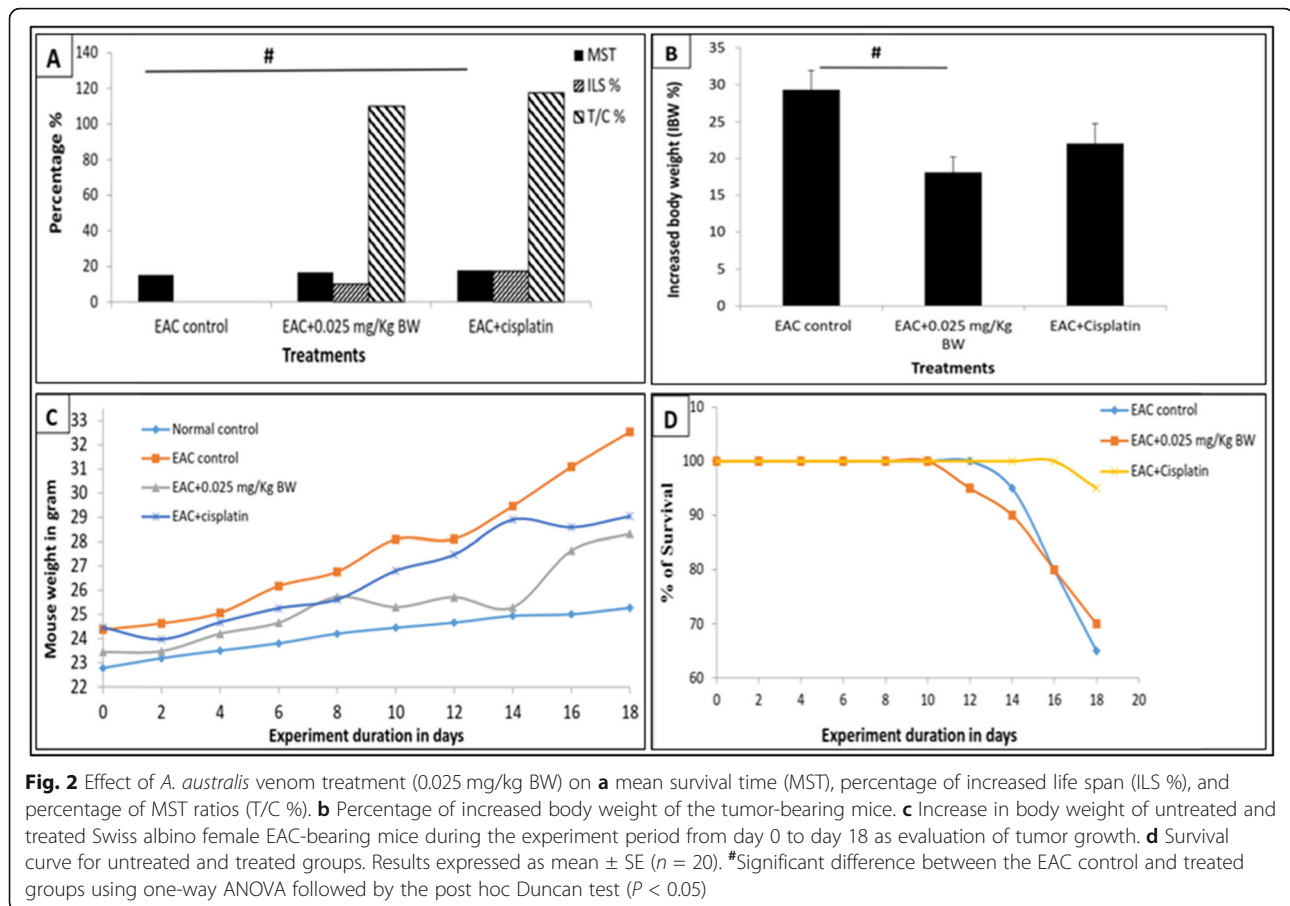 A
#
MST
ILS %
T/C %
140
120
100
80
60
40
20
0
Percentage %
EAC control
EAC+0.025 mg/Kg BW
EAC+cisplatin
Treatments
B
#
35
30
25
20
15
10
5
0
Increased body weight (IBW %)
EAC control
EAC+0.025 mg/Kg
BW
EAC+Cisplatin
Treatments
C
Normal control
EAC control
EAC+0.025 mg/Kg BW
EAC+cisplatin
33
32
31
30
29
28
27
26
25
24
23
22
Mouse weight in gram
0 2 4 6 8 10 12 14 16 18
Experiment duration in days
D
EAC control
EAC+0.025 mg/Kg BW
EAC+Cisplatin
10
100
90
80
70
60
% of Survival
0 2 4 6 8 10 12 14 16 18 20
Experiment duration in days
Fig. 2 Effect of A. australis venom treatment (0.025 mg/kg BW) on a mean survival time (MST), percentage of increased life span (ILS %), and
percentage of MST ratios (T/C %). b Percentage of increased body weight of the tumor-bearing mice. c Increase in body weight of untreated and
treated Swiss albino female EAC-bearing mice during the experiment period from day 0 to day 18 as evaluation of tumor growth. d Survival
curve for untreated and treated groups. Results expressed as mean ± SE (n = 20). #Significant difference between the EAC control and treated
groups using one-way ANOVA followed by the post hoc Duncan test (P < 0.05)